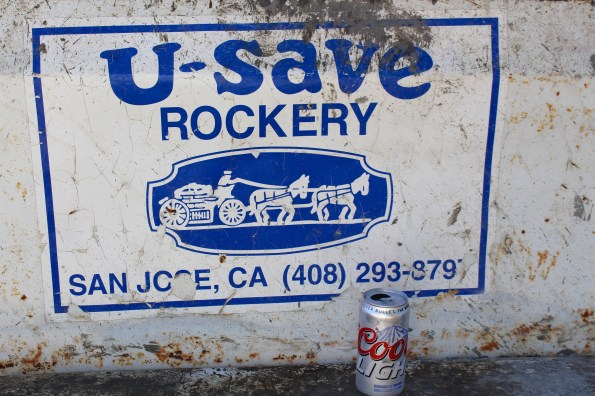 U-Save
ROCKERY
SAN JOSE, CA (408) 293-8797
Coors
LIGHT